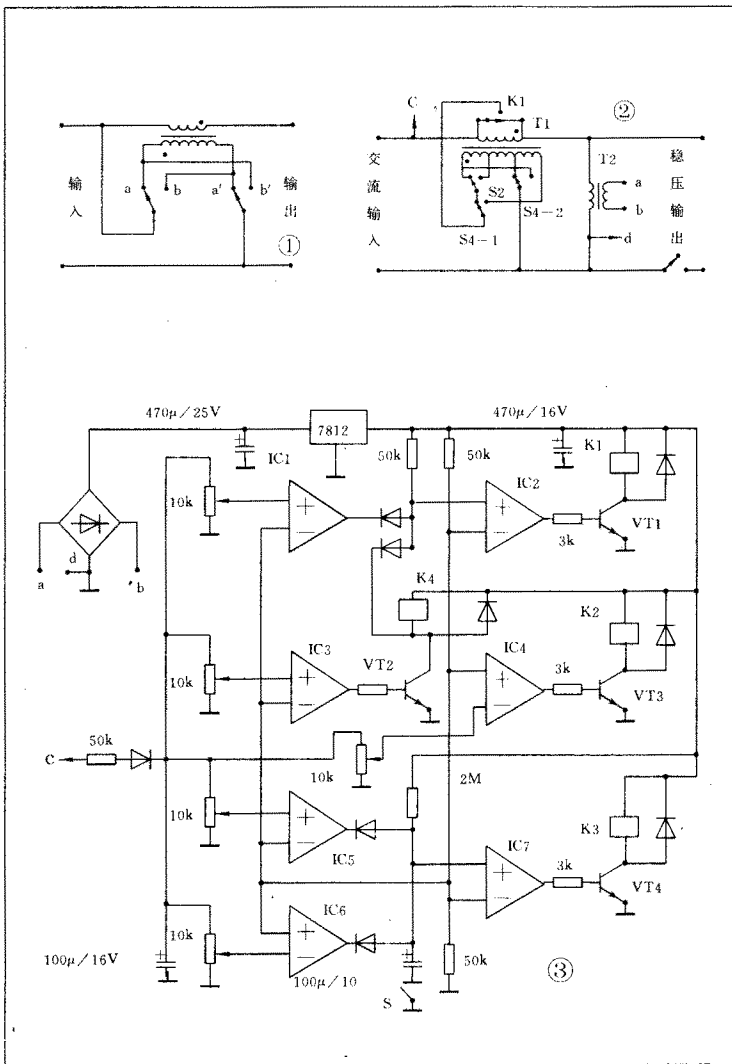 输入
a
b
a'
b'
输出
①
C
K1
T1
②
交流输入
S2
S4-1
S4-2
T2
a
b
d
稳压输出
470μ/25V
7812
470μ/16V
IC1
50k
50k
K1
10k
IC2
3k
VT1
d
a
b
K4
K2
IC3
VT2
IC4
3k
10k
VT3
50k
C
10k
2M
10k
K3
IC5
IC7
3k
VT4
IC6
10k
100μ/16V
100μ/10
50k
S
③